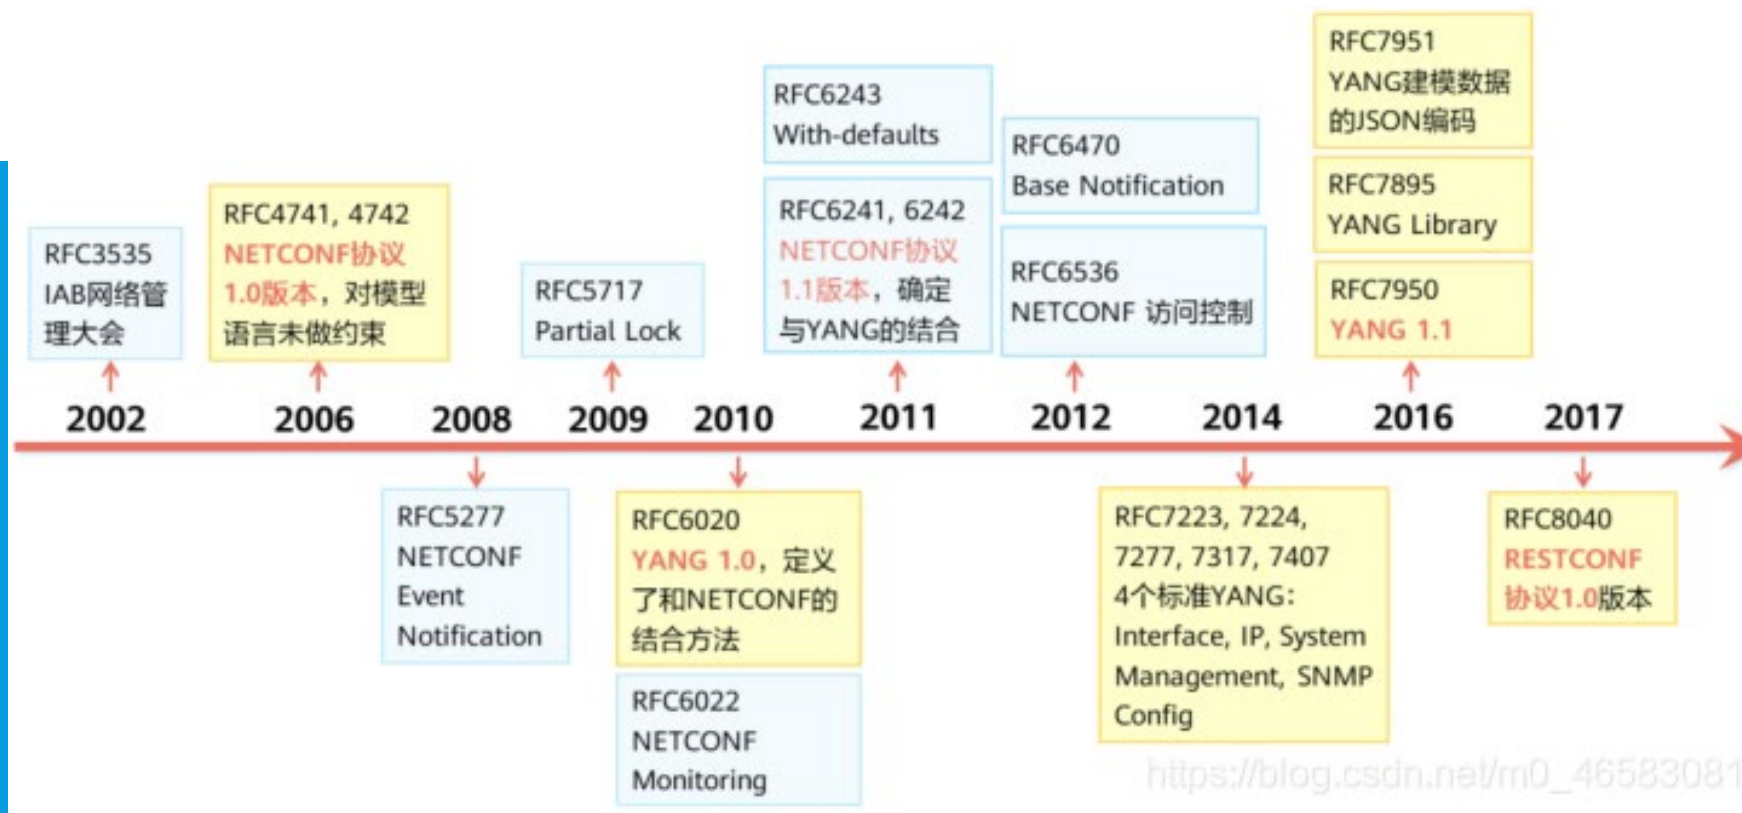 RFC3535
IAB网络管
理大会
RFC4741, 4742
NETCONF协议
1.0版本，对模型
语言未做约束
RFC5717
Partial Lock
RFC6243
With-defaults
RFC6241, 6242
NETCONF协议
1.1版本，确定
与YANG的结合
RFC6470
Base Notification
RFC6536
NETCONF 访问控制
RFC7951
YANG建模数据
的JSON编码
RFC7895
YANG Library
RFC7950
YANG 1.1
2002
2006
2008
2009
2010
2011
2012
2014
2016
2017
RFC5277
NETCONF
Event
Notification
RFC6020
YANG 1.0，定义
了和NETCONF的
结合方法
RFC6022
NETCONF
Monitoring
RFC7223, 7224,
7277, 7317, 7407
4个标准YANG：
Interface, IP, System
Management, SNMP
Config
RFC8040
RESTCONF
协议1.0版本
https://blog.csdn.net/m0_46583081